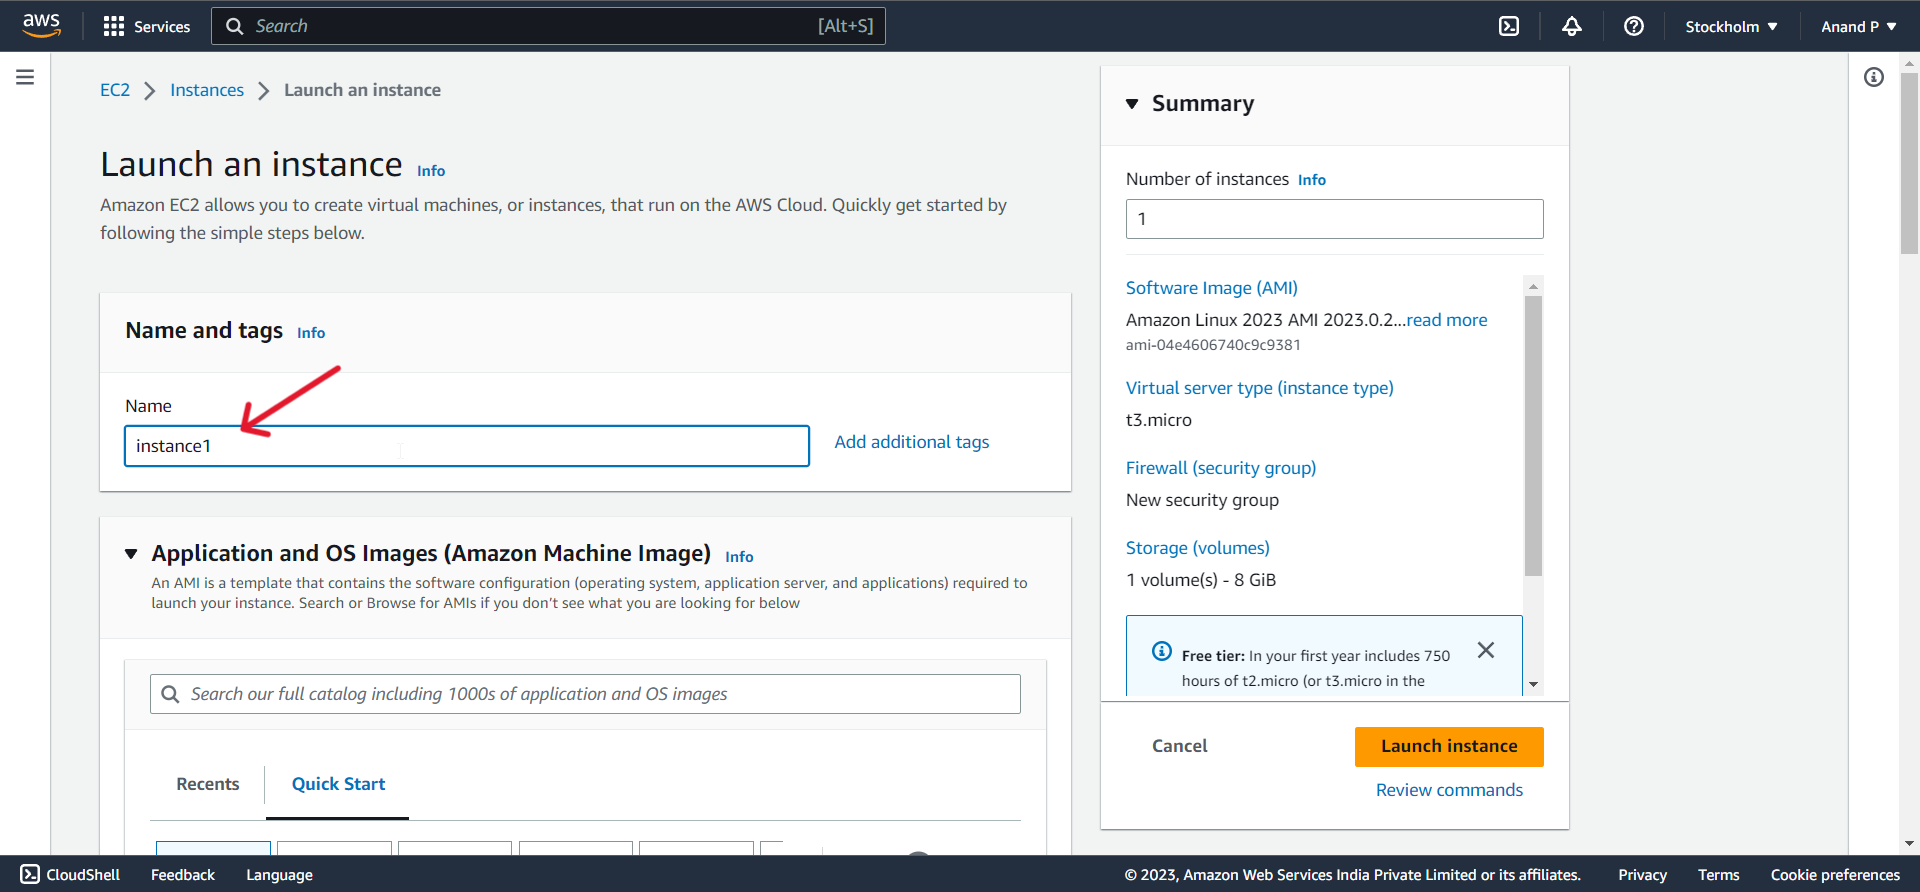 aws
Services
Search
[Alt+S]
Stockholm
Anand P
EC2
Instances
Launch an instance
Launch an instance Info
Amazon EC2 allows you to create virtual machines, or instances, that run on the AWS Cloud. Quickly get started by
following the simple steps below.
Name and tags Info
Name
instance1
Add additional tags
Application and OS Images (Amazon Machine Image) Info
An AMI is a template that contains the software configuration (operating system, application server, and applications) required to
launch your instance. Search or Browse for AMIs if you don’t see what you are looking for below
Search our full catalog including 1000s of application and OS images
Recents
Quick Start
Summary
Number of instances Info
1
Software Image (AMI)
Amazon Linux 2023 AMI 2023.0.2...read more
ami-04e4606740c9c9381
Virtual server type (instance type)
t3.micro
Firewall (security group)
New security group
Storage (volumes)
1 volume(s) - 8 GiB
Free tier: In your first year includes 750
hours of t2.micro (or t3.micro in the
Cancel
Launch instance
Review commands
CloudShell
Feedback
Language
© 2023, Amazon Web Services India Private Limited or its affiliates.
Privacy
Terms
Cookie preferences